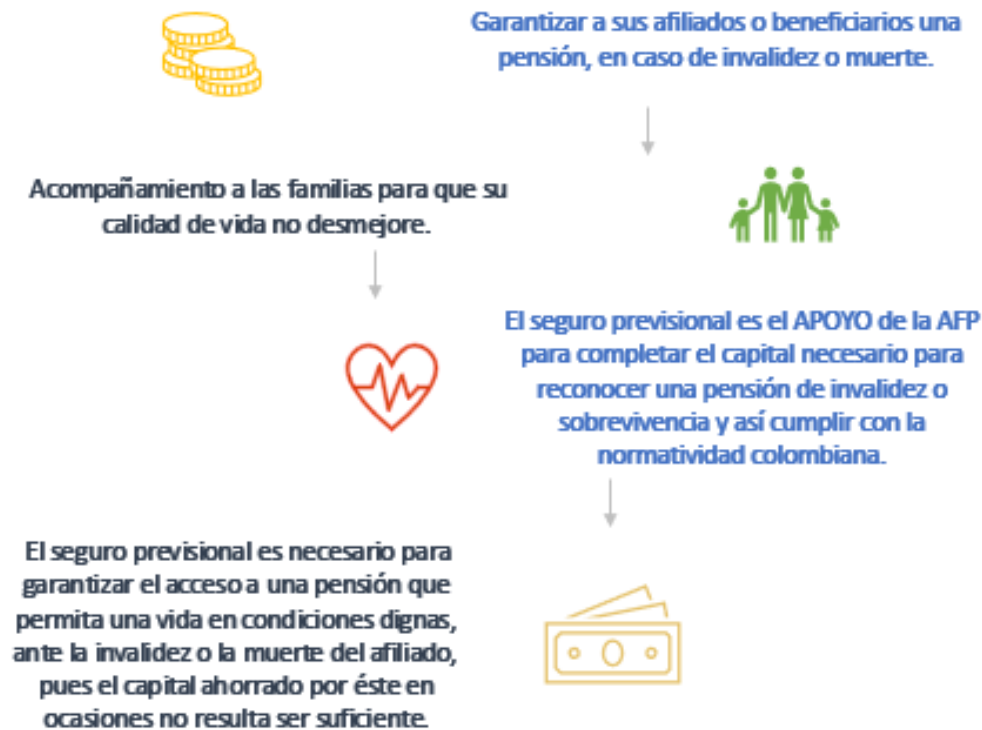 Garantizar a sus afiliados o beneficiarios una
pensión, en caso de invalidez o muerte.
Acompañamiento a las familias para que su
calidad de vida no desmejore.
El seguro previsional es el APOYO de la AFP
para completar el capital necesario para
reconocer una pensión de invalidez o
sobrevivencia y así cumplir con la
normatividad colombiana.
El seguro previsional es necesario para
garantizar el acceso a una pensión que
permita una vida en condiciones dignas,
ante la invalidez o la muerte del afiliado,
pues el capital ahorrado por éste en
ocasiones no resulta ser suficiente.